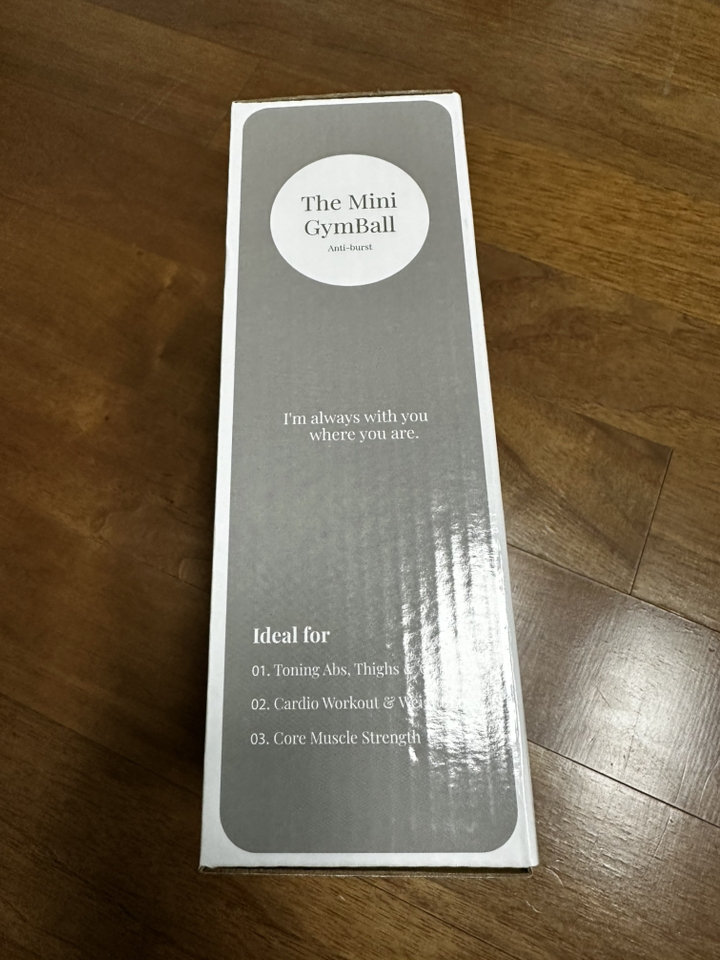 The Mini
GymBall
Anti-burst
I'm always with you
where you are.
Ideal for
01. Toning Abs, Thighs &
02. Cardio Workout &
03. Core Muscle Strength